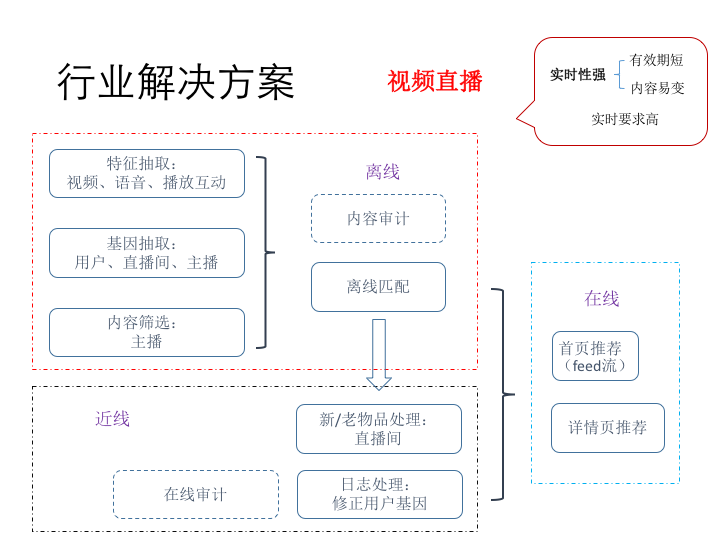 行业解决方案
视频直播
实时性强
有效期短
内容易变
实时要求高
特征抽取：
视频、语音、播放互动
基因抽取：
用户、直播间、主播
内容筛选：
主播
离线
内容审计
离线匹配
近线
新/老物品处理：
直播间
在线审计
日志处理：
修正用户基因
在线
首页推荐
（feed流）
详情页推荐